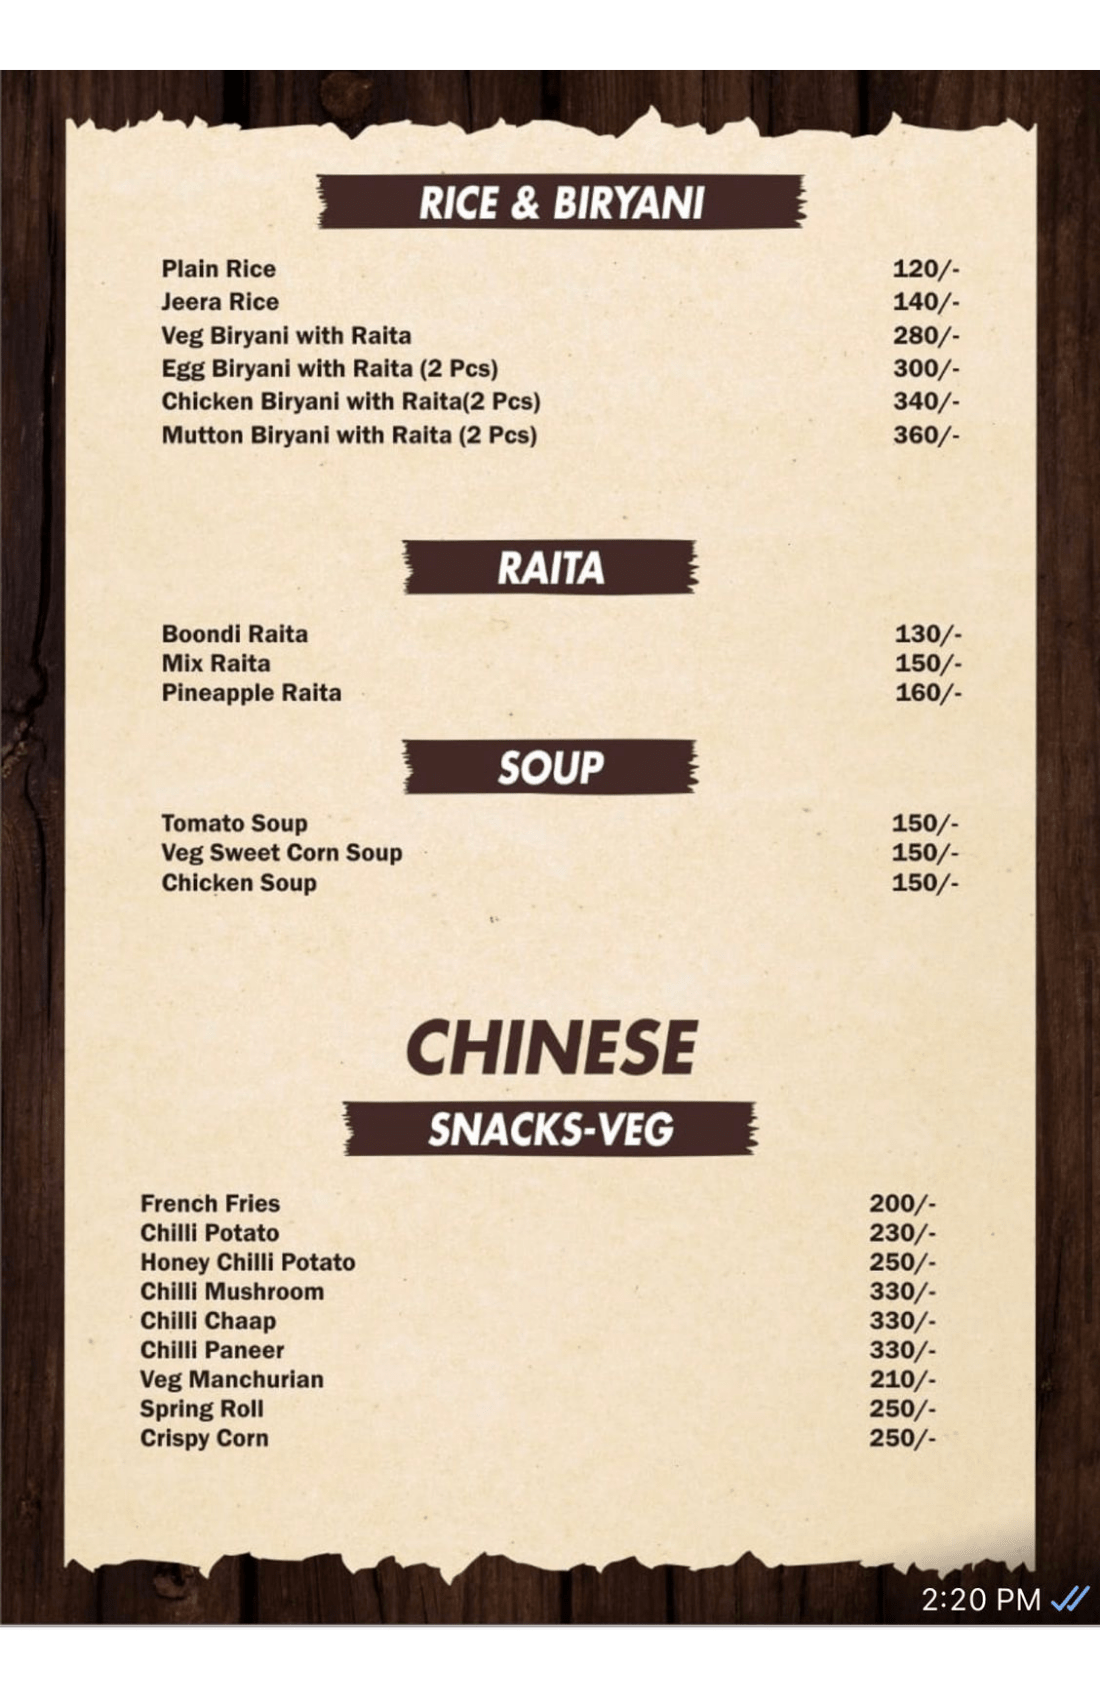 RICE & BIRYANI
Plain Rice 120/-
Jeera Rice 140/-
Veg Biryani with Raita 280/-
Egg Biryani with Raita (2 Pcs) 300/-
Chicken Biryani with Raita(2 Pcs) 340/-
Mutton Biryani with Raita (2 Pcs) 360/-
RAITA
Boondi Raita 130/-
Mix Raita 150/-
Pineapple Raita 160/-
SOUP
Tomato Soup 150/-
Veg Sweet Corn Soup 150/-
Chicken Soup 150/-
CHINESE
SNACKS-VEG
French Fries 200/-
Chilli Potato 230/-
Honey Chilli Potato 250/-
Chilli Mushroom 330/-
Chilli Chaap 330/-
Chilli Paneer 330/-
Veg Manchurian 210/-
Spring Roll 250/-
Crispy Corn 250/-
2:20 PM